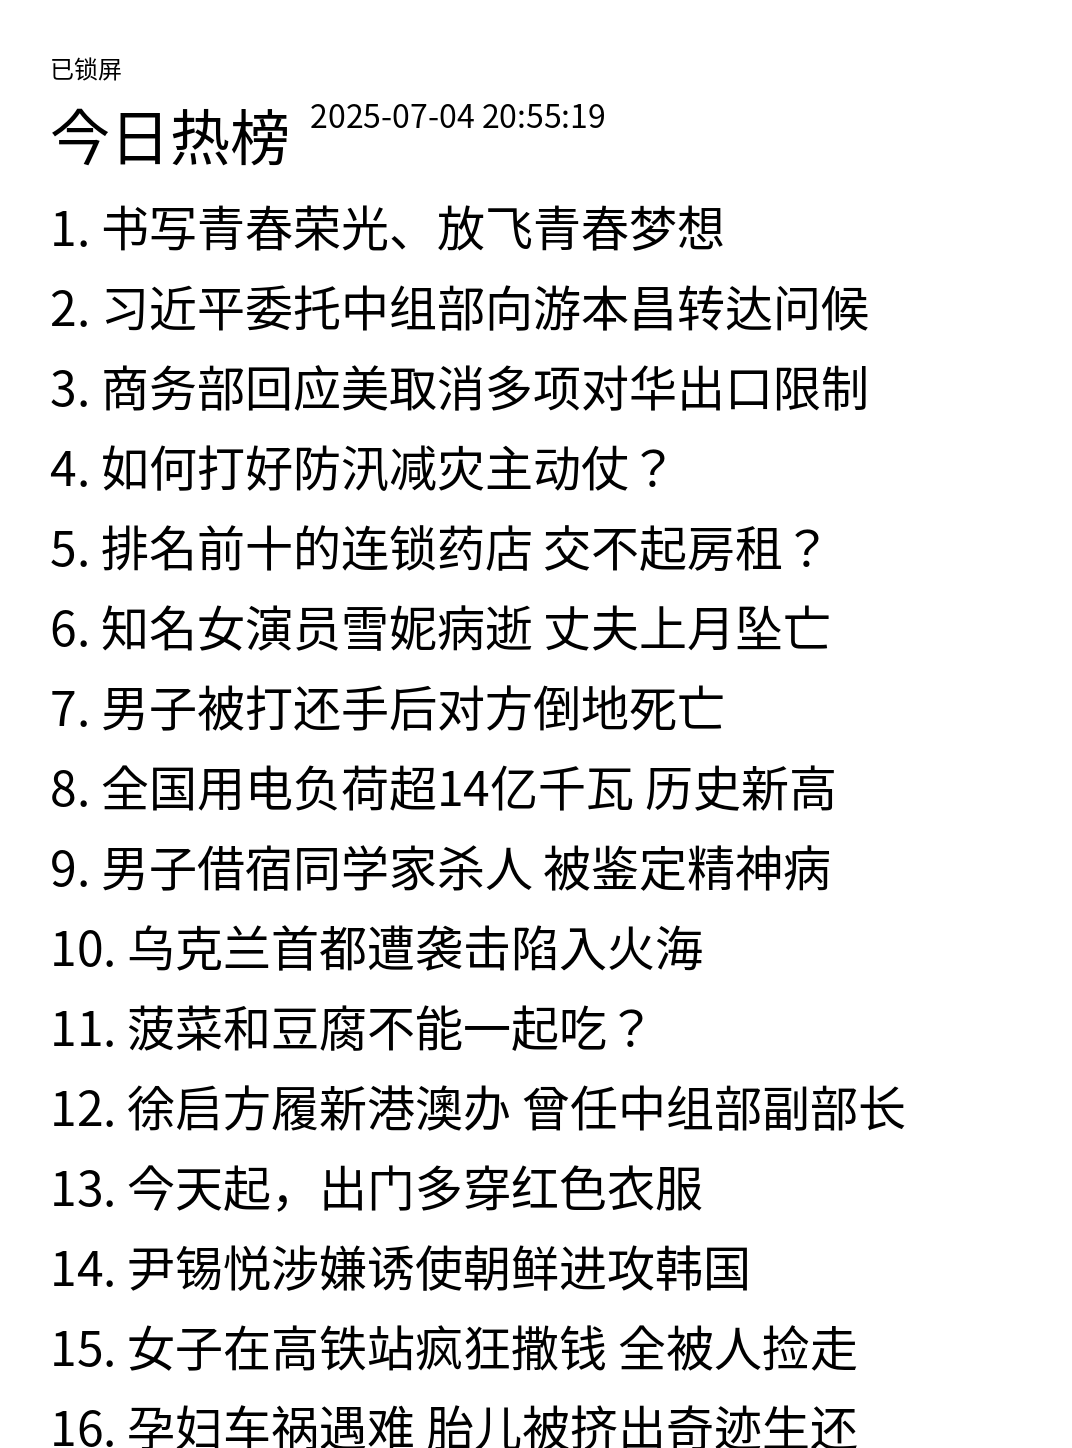 已锁屏
今日热榜 2025-07-04 20:55:19
1. 书写青春荣光、放飞青春梦想
2. 习近平委托中组部向游本昌转达问候
3. 商务部回应美取消多项对华出口限制
4. 如何打好防汛减灾主动仗？
5. 排名前十的连锁药店 交不起房租？
6. 知名女演员雪妮病逝 丈夫上月坠亡
7. 男子被打还手后对方倒地死亡
8. 全国用电负荷超14亿千瓦 历史新高
9. 男子借宿同学家杀人 被鉴定精神病
10. 乌克兰首都遭袭击陷入火海
11. 菠菜和豆腐不能一起吃？
12. 徐启方履新港澳办 曾任中组部副部长
13. 今天起，出门多穿红色衣服
14. 尹锡悦涉嫌诱使朝鲜进攻韩国
15. 女子在高铁站疯狂撒钱 全被人捡走
16. 孕妇车祸遇难 胎儿被挤出奇迹生还